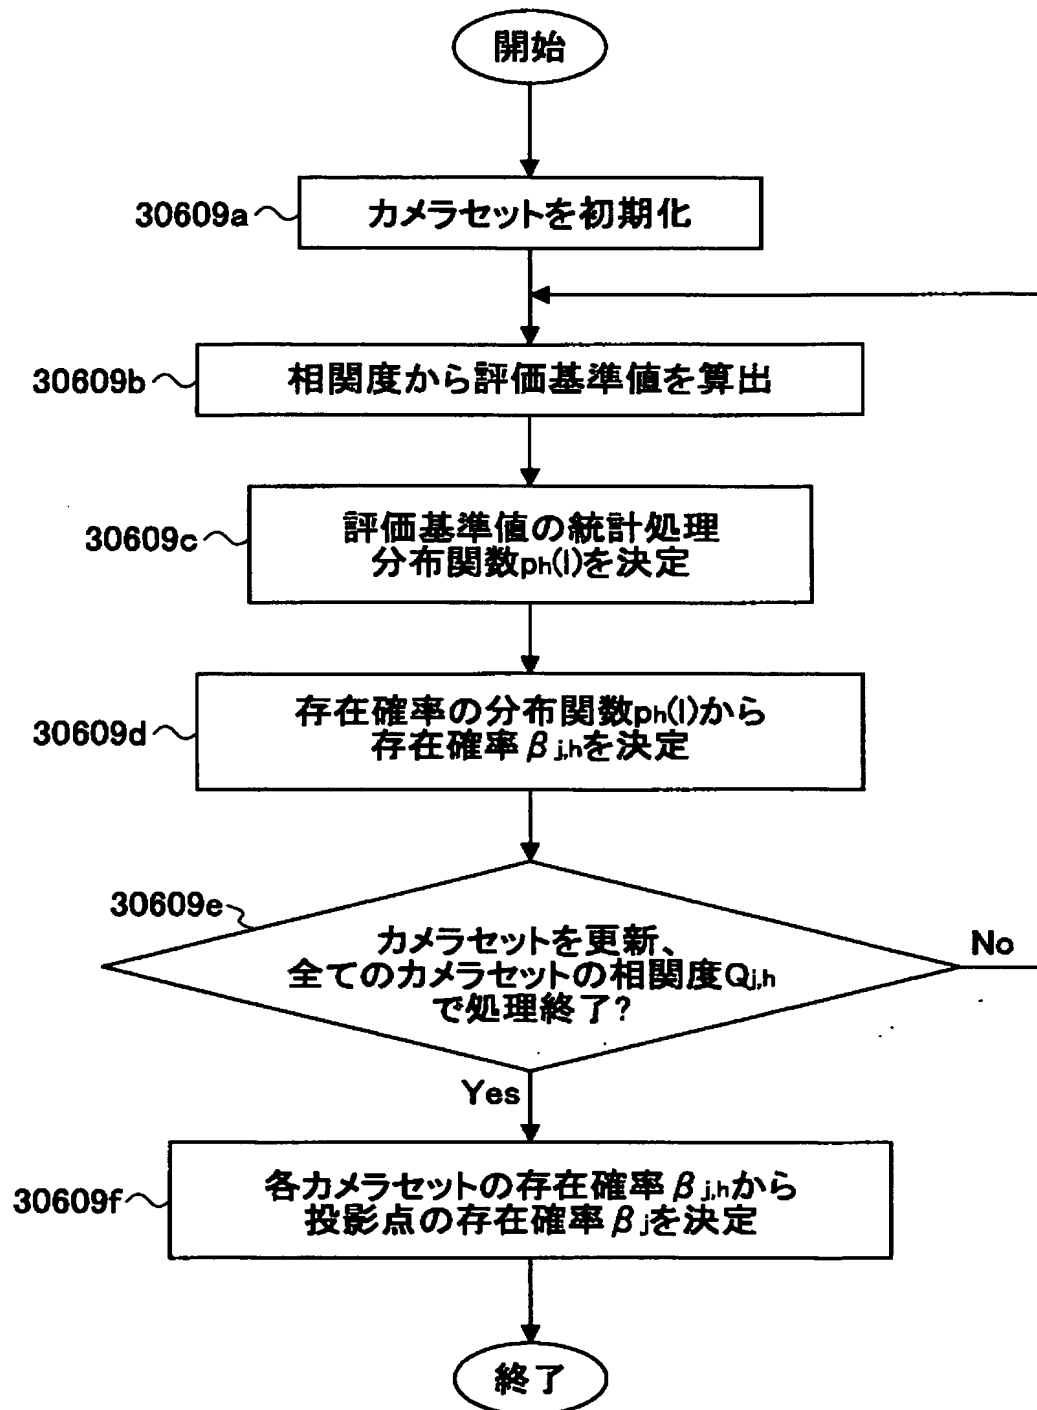 開始
30609a
カメラセットを初期化
30609b
相関度から評価基準値を算出
30609c
評価基準値の統計処理
分布関数ph(l)を決定
30609d
存在確率の分布関数ph(l)から
存在確率βj,hを決定
30609e
カメラセットを更新、
全てのカメラセットの相関度Qj,h
で処理終了?
No
Yes
30609f
各カメラセットの存在確率βj,hから
投影点の存在確率βjを決定
終了